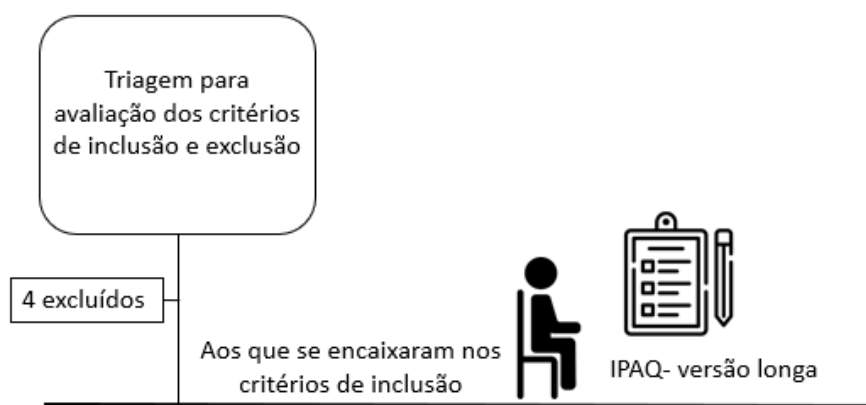 Triagem para
avaliação dos critérios
de inclusão e exclusão
4 excluídos
Aos que se encaixaram nos
critérios de inclusão
IPAQ- versão longa